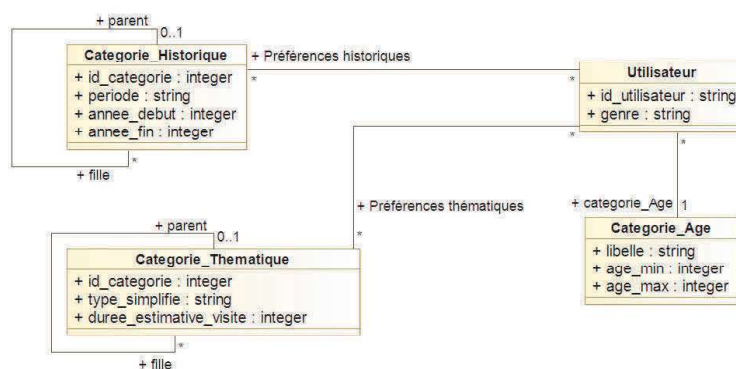 + parent
0..1
Categorie_Historique
+ id_categorie : integer
+ periode : string
+ annee_debut : integer
+ annee_fin : integer
*
+ fille
+ Préférences historiques
*
*
Utilisateur
+ id_utilisateur : string
+ genre : string
*
*
+ Préférences thématiques
*
+ categorie_Age
1
Categorie_Age
+ libelle : string
+ age_min : integer
+ age_max : integer
+ parent
0..1
Categorie_Thematique
+ id_categorie : integer
+ type_simplifie : string
+ duree_estimative_visite : integer
*
+ fille